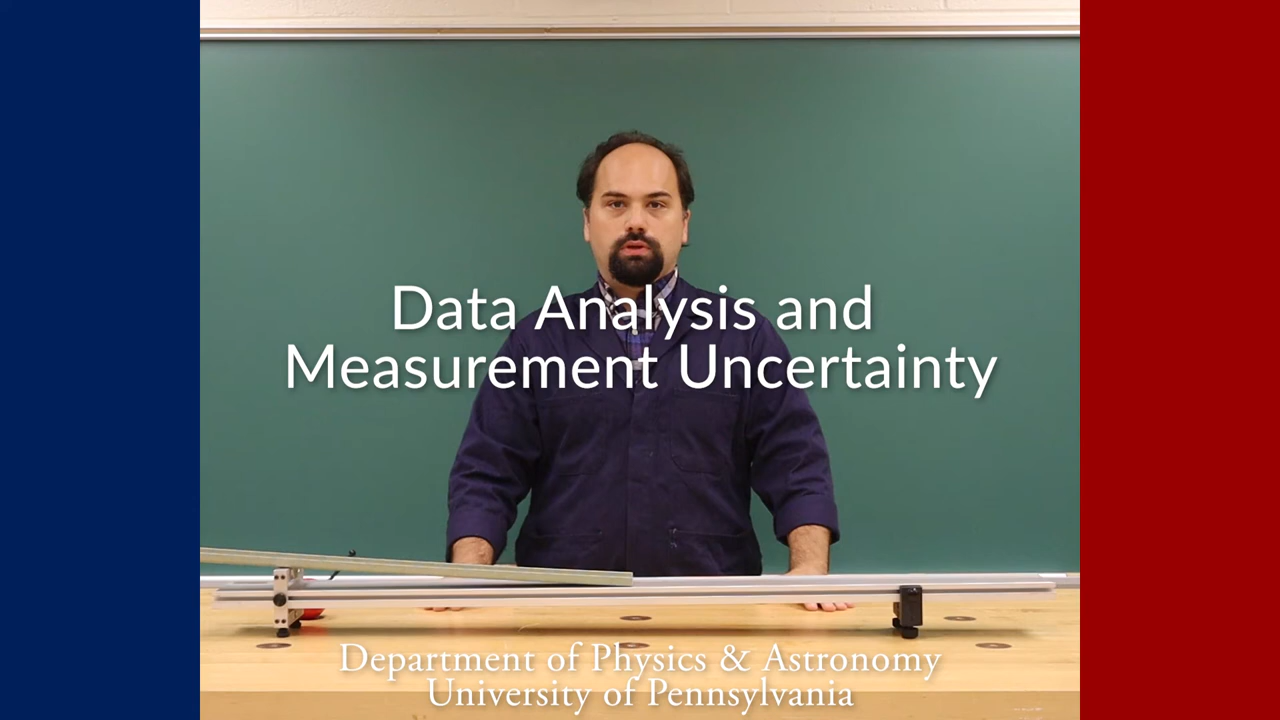 Data Analysis and
Measurement Uncertainty
Department of Physics & Astronomy
University of Pennsylvania